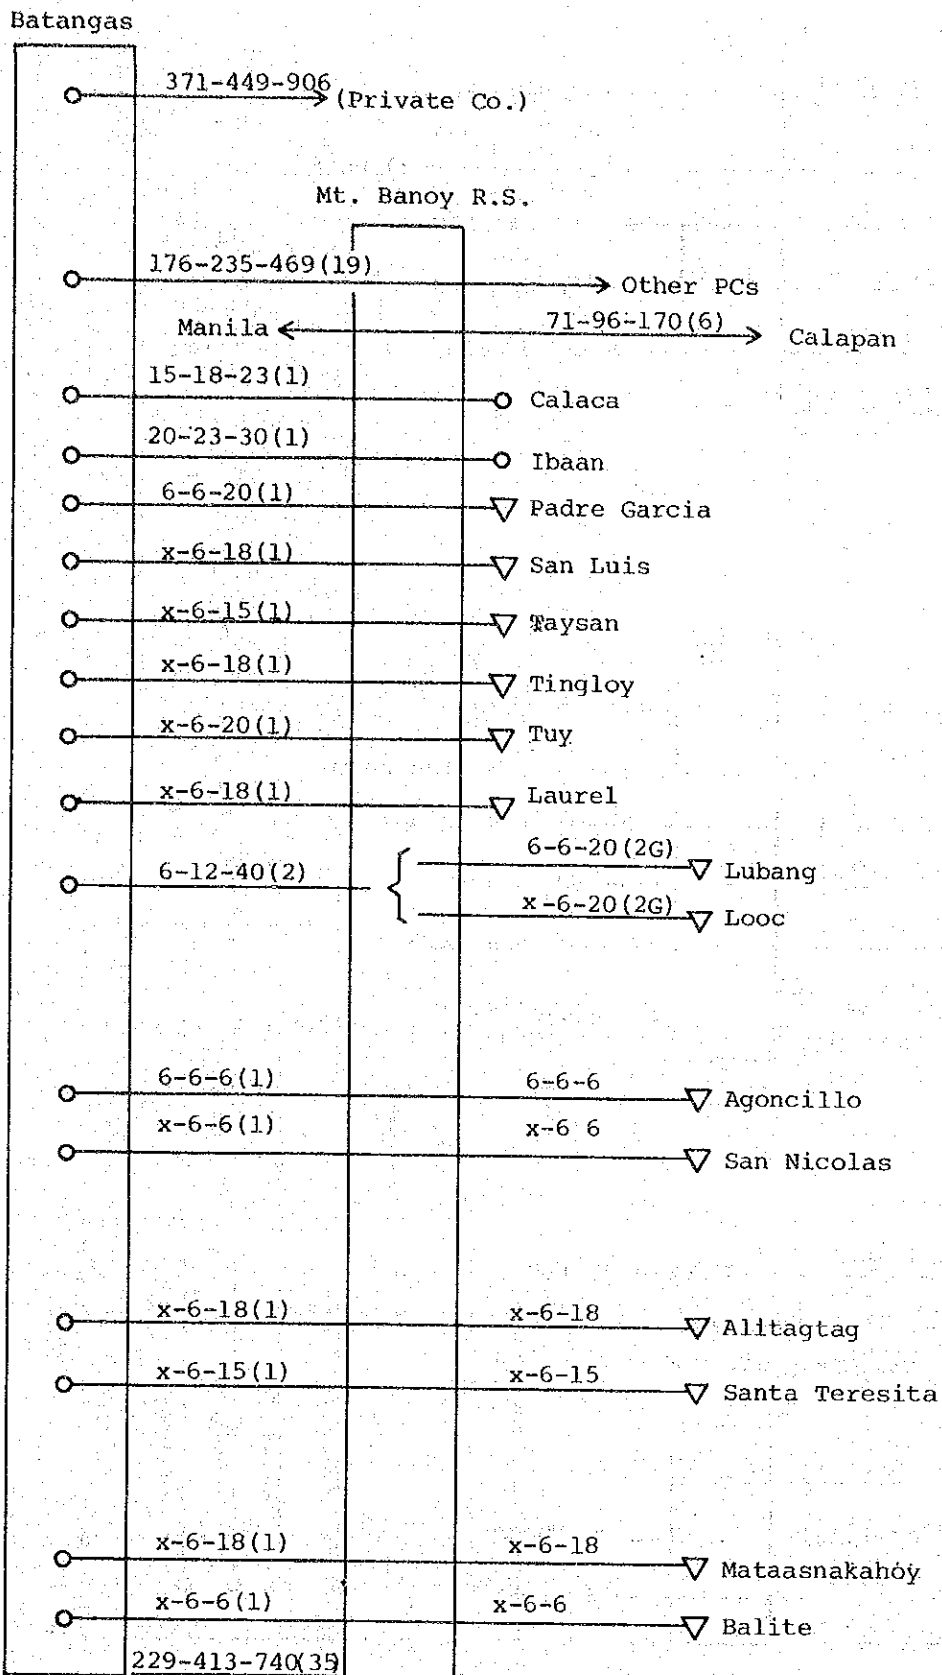 Batangas
371-449-906
(Private Co.)
Mt. Banoy R.S.
176-235-469(19)
Other PCs
Manila
71-96-170(6)
Calapan
15-18-23(1)
Calaca
20-23-30(1)
Ibaan
6-6-20(1)
Padre Garcia
x-6-18(1)
San Luis
x-6-15(1)
Taysan
x-6-18(1)
Tingloy
x-6-20(1)
Tuy
x-6-18(1)
Laurel
6-12-40(2)
6-6-20(2G)
Lubang
x-6-20(2G)
Looc
6-6-6(1)
6-6-6
Agoncillo
x-6-6(1)
x-6 6
San Nicolas
x-6-18(1)
x-6-18
Alitagtag
x-6-15(1)
x-6-15
Santa Teresita
x-6-18(1)
x-6-18
Mataasnakahoy
x-6-6(1)
x-6-6
Balite
229-413-740(35)